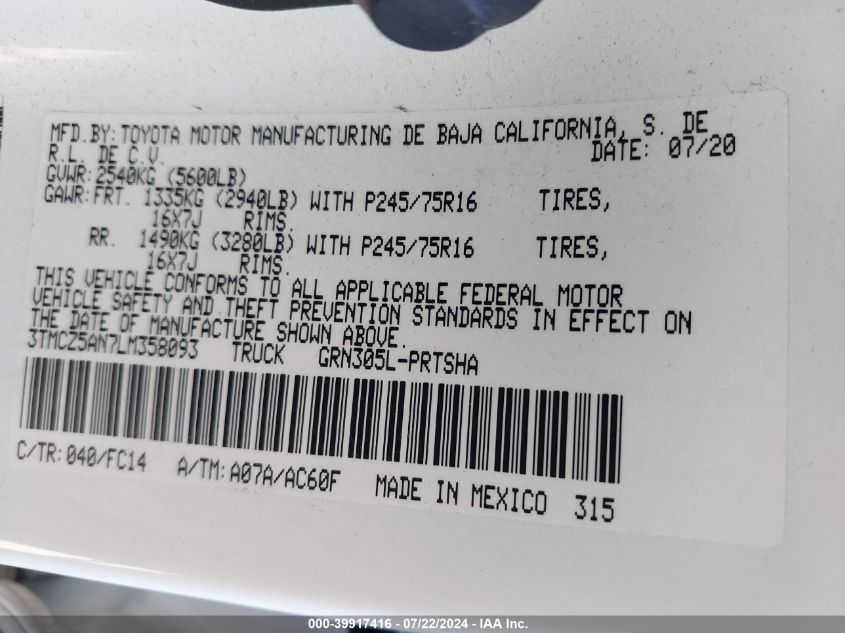 MFD.BY:TOYOTA MOTOR MANUFACTURING DE BAJA CALIFORNIA, S. DE
R.L. DE C.V. DATE: 07/20
GVWR:2540KG (5600LB)
GAWR:FRT. 1335KG (2940LB) WITH P245/75R16 TIRES,
16X7J RIMS.
RR. 1490KG (3280LB) WITH P245/75R16 TIRES,
16X7J RIMS.
THIS VEHICLE CONFORMS TO ALL APPLICABLE FEDERAL MOTOR
VEHICLE SAFETY AND THEFT PREVENTION STANDARDS IN EFFECT ON
THE DATE OF MANUFACTURE SHOWN ABOVE.
3TMCZ5AN7LM358093 TRUCK GRN305L-PRTSHA
C/TR:040/FC14 A/TM:A07A/AC60F MADE IN MEXICO 315
000-39917416 - 07/22/2024 - IAA Inc.